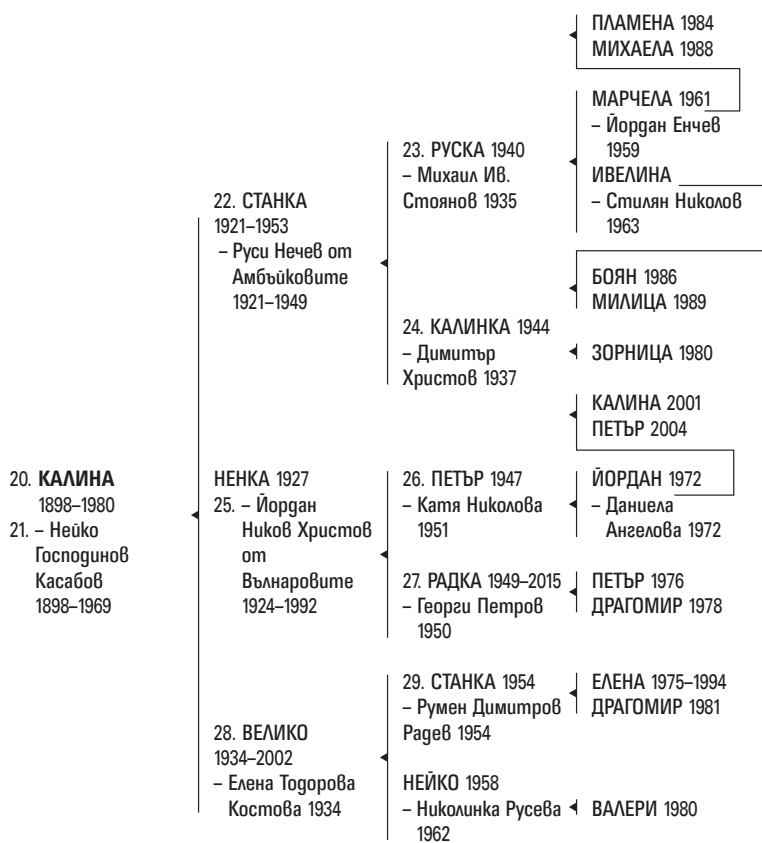 ПЛАМЕНА 1984
МИХАЕЛА 1988
МАРЧЕЛА 1961
– Йордан Енчев
1959
ИВЕЛИНА
– Стилян Николов
1963
23. РУСКА 1940
– Михаил Ив.
Стоянов 1935
22. СТАНКА
1921–1953
– Руси Нечев от
Амбъйковите
1921–1949
БОЯН 1986
МИЛИЦА 1989
24. КАЛИНКА 1944
– Димитър
Христов 1937
ЗОРНИЦА 1980
КАЛИНА 2001
ПЕТЪР 2004
20. КАЛИНА
1898–1980
21. – Нейко
Господинов
Касабов
1898–1969
НЕНКА 1927
25. – Йордан
Ников Христов
от
Вълнаровите
1924–1992
26. ПЕТЪР 1947
– Катя Николова
1951
ЙОРДАН 1972
– Даниела
Ангелова 1972
27. РАДКА 1949–2015
– Георги Петров
1950
ПЕТЪР 1976
ДРАГОМИР 1978
28. ВЕЛИКО
1934–2002
– Елена Тодорова
Костова 1934
29. СТАНКА 1954
– Румен Димитров
Радев 1954
ЕЛЕНА 1975–1994
ДРАГОМИР 1981
НЕЙКО 1958
– Николинка Русева
1962
ВАЛЕРИ 1980